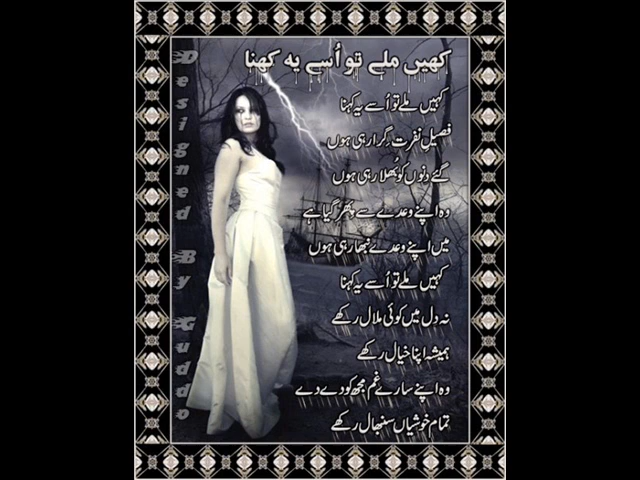 کہیں ملے تو اُسے یہ کہنا
کہیں ملے تو اُسے یہ کہنا
فصیلِ نفرت گرا رہی ہوں
گئے دنوں کو بُھلا رہی ہوں
وہ اپنے وعدے سے پھر گیا ہے
میں اپنے وعدے نبھا رہی ہوں
کہیں ملے تو اُسے یہ کہنا
نہ دل میں کوئی ملال رکھے
ہمیشہ اپنا خیال رکھے
وہ اپنے سارے غم مجھ کو دے دے
تمام خوشیاں سنبھال رکھے
Designed By Guddo